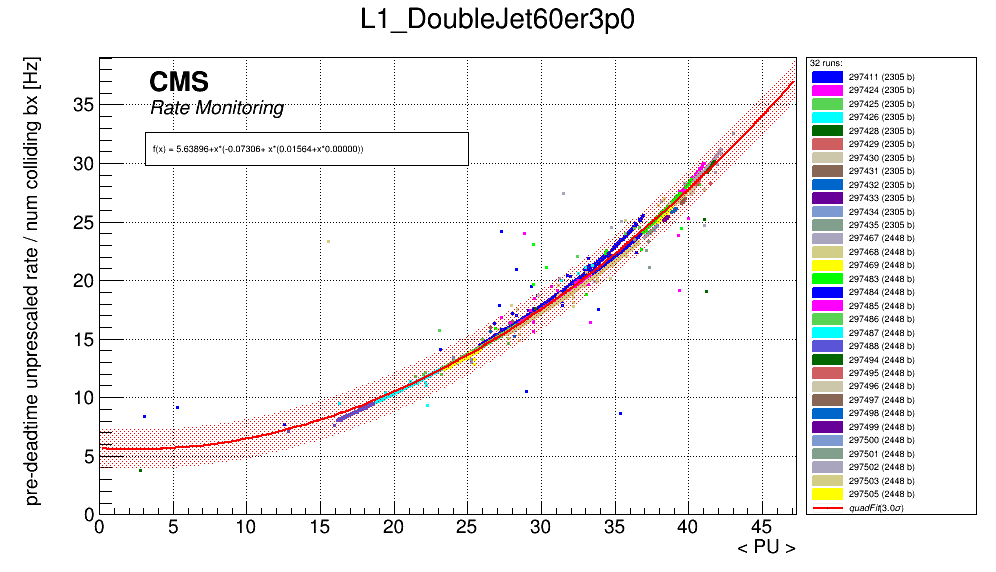 L1_DoubleJet60er3p0
pre-deadtime unprescaled rate / num colliding bx [Hz]
CMS
Rate Monitoring
f(x) = 5.63896+x*(-0.07306+ x*(0.01564+x*0.00000))
35
30
25
20
15
10
5
0
0 5 10 15 20 25 30 35 40 45
< PU >
32 runs:
297411 (2305 b)
297424 (2305 b)
297425 (2305 b)
297426 (2305 b)
297428 (2305 b)
297429 (2305 b)
297430 (2305 b)
297431 (2305 b)
297432 (2305 b)
297433 (2305 b)
297434 (2305 b)
297435 (2305 b)
297467 (2448 b)
297468 (2448 b)
297469 (2448 b)
297483 (2448 b)
297484 (2448 b)
297485 (2448 b)
297486 (2448 b)
297487 (2448 b)
297488 (2448 b)
297494 (2448 b)
297495 (2448 b)
297496 (2448 b)
297497 (2448 b)
297498 (2448 b)
297499 (2448 b)
297500 (2448 b)
297501 (2448 b)
297502 (2448 b)
297503 (2448 b)
297505 (2448 b)
quadFit(3.0σ)